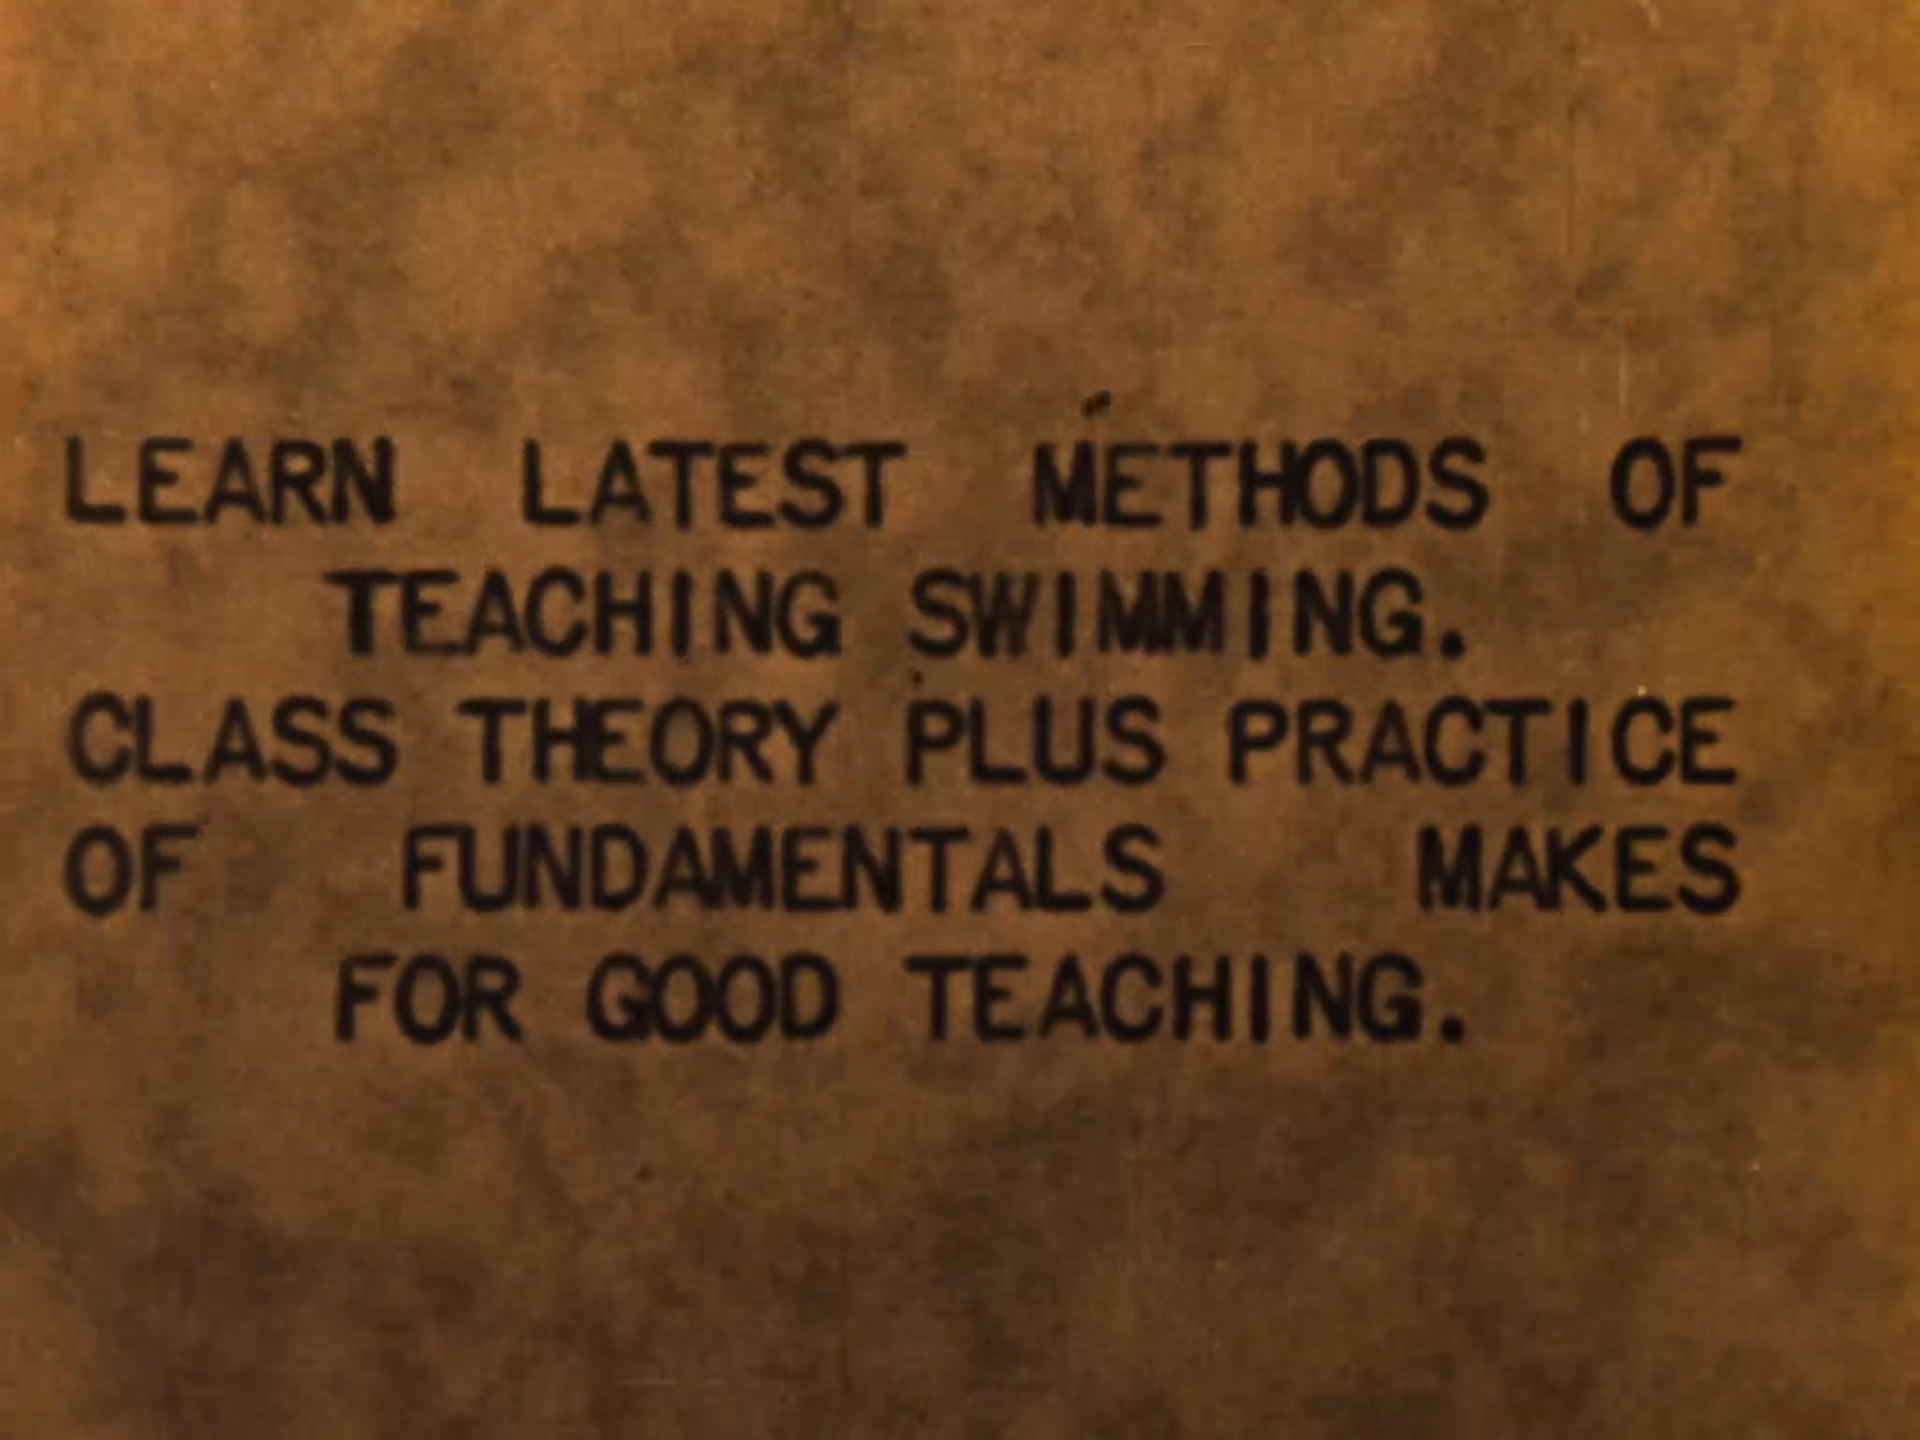 LEARN LATEST METHODS OF
TEACHING SWIMMING.
CLASS THEORY PLUS PRACTICE
OF FUNDAMENTALS MAKES
FOR GOOD TEACHING.